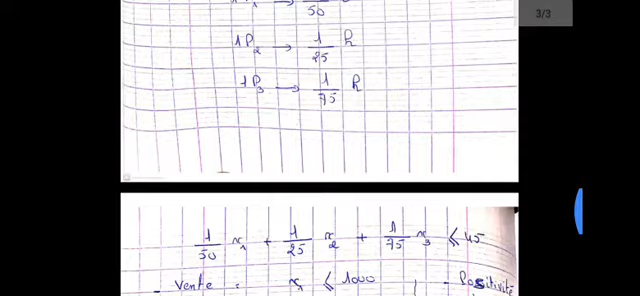 50
3/3
1P₂ → 1/25 h
1P₃ → 1/75 h
1/50 x₁ + 1/25 x₂ + 1/75 x₃ ⩽ 45
- Vente : x₁ ⩽ 1000 - Positivité